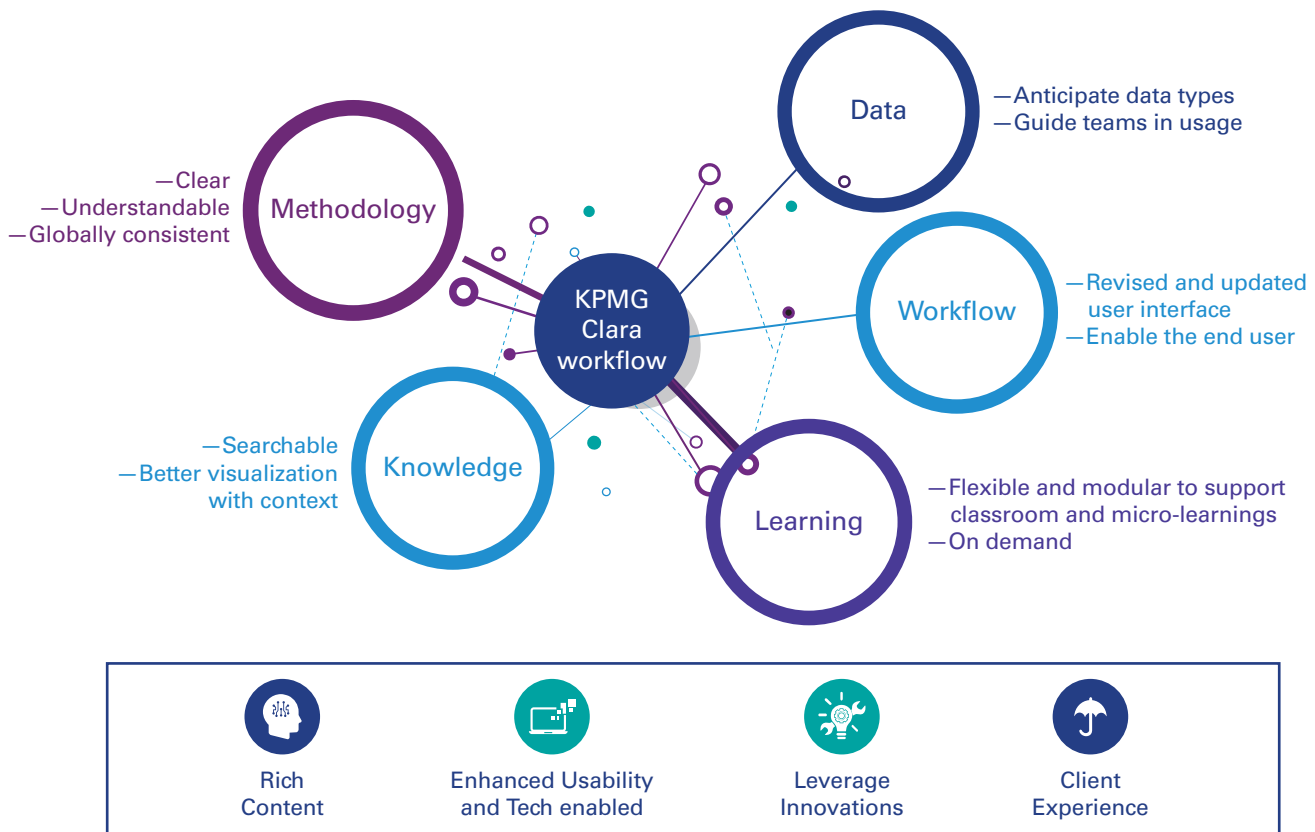 Data
—Anticipate data types
—Guide teams in usage
Methodology
—Clear
—Understandable
—Globally consistent
KPMG
Clara
workflow
Workflow
—Revised and updated
user interface
—Enable the end user
Knowledge
—Searchable
—Better visualization
with context
Learning
—Flexible and modular to support
classroom and micro-learnings
—On demand
Rich
Content
Enhanced Usability
and Tech enabled
Leverage
Innovations
Client
Experience